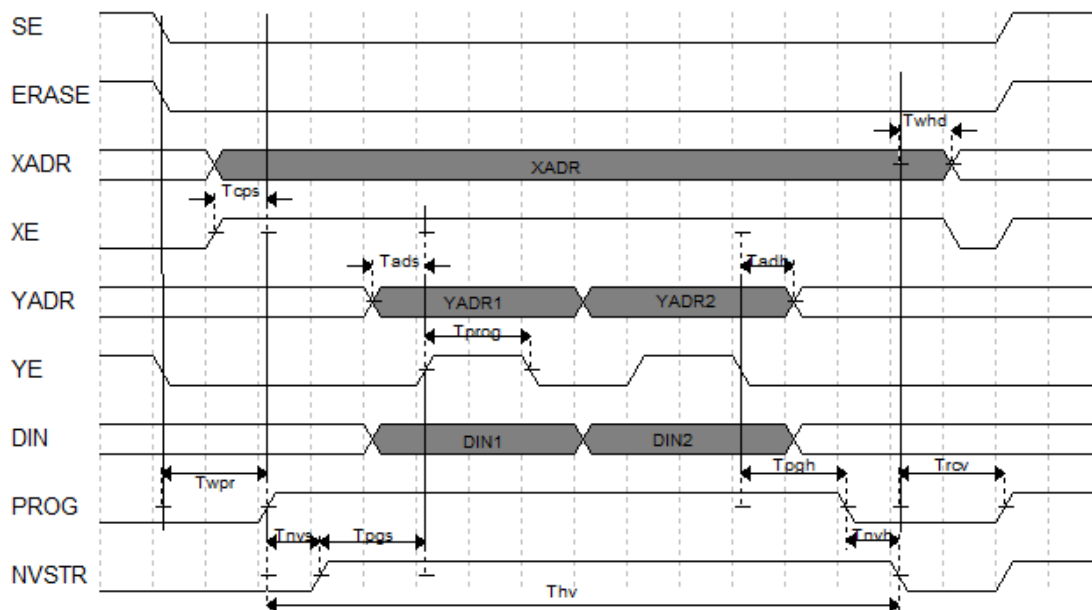 SE
ERASE
Twhd
XADR
XADR
Tcps
XE
Tads
Tadh
YADR
YADR1
YADR2
Tprog
YE
DIN
DIN1
DIN2
Twpr
Tpgh
Trcv
PROG
Tnvs
Tpgs
Tnvh
NVSTR
Thv